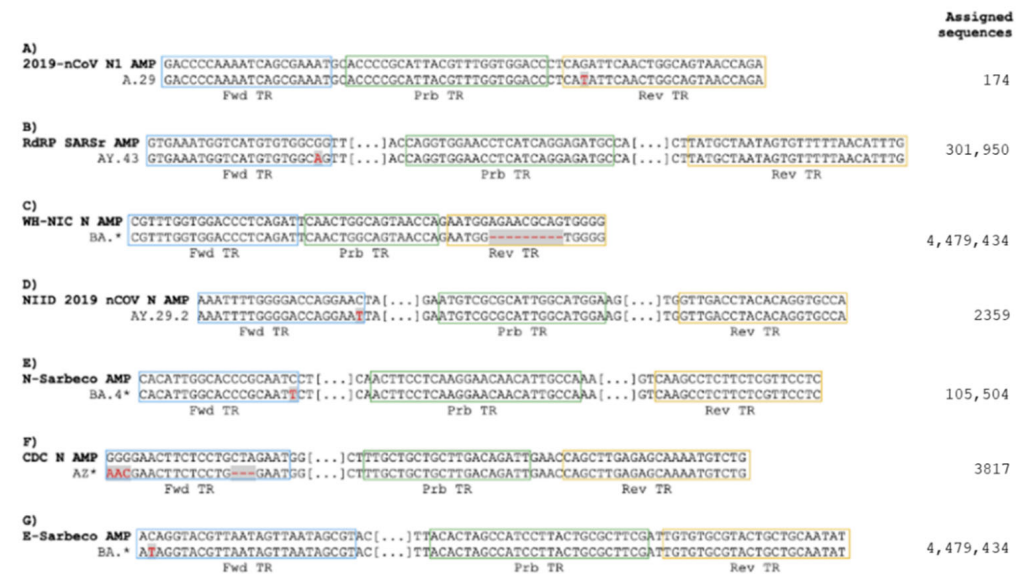 Assigned
sequences
A)
2019-nCoV N1 AMP GACCCCAAAATCAGCGAAATGCACCCCGCATTACGTTTGGTGGACCCTCAGATTCAACTGGCAGTAACCAGA
A.29 GACCCCAAAATCAGCGAAATGCACCCCGCATTACGTTTGGTGGACCCTCATATTCAACTGGCAGTAACCAGA 174
Fwd TR Prb TR Rev TR
B)
RdRP SARSr AMP GTGAAATGGTCATGTGTGGCGGTT[...]ACCAGGTGGAACCTCATCAGGAGATGCCA[...]CTTATGCTAATAGTGTTTTTAACATTTG
AY.43 GTGAAATGGTCATGTGTGGCAGTT[...]ACCAGGTGGAACCTCATCAGGAGATGCCA[...]CTTATGCTAATAGTGTTTTTAACATTTG 301,950
Fwd TR Prb TR Rev TR
C)
WH-NIC N AMP CGTTTGGTGGACCCTCAGATTCAACTGGCAGTAACCAGAATGGAGAACGCAGTGGGG
BA.* CGTTTGGTGGACCCTCAGATTCAACTGGCAGTAACCAGAATGG---------TGGGG 4,479,434
Fwd TR Prb TR Rev TR
D)
NIID 2019 nCOV N AMP AAATTTTGGGGACCAGGAACTA[...]GAATGTCGCGCATTGGCATGGAAG[...]TGGTTGACCTACACAGGTGCCA
AY.29.2 AAATTTTGGGGACCAGGAATTA[...]GAATGTCGCGCATTGGCATGGAAG[...]TGGTTGACCTACACAGGTGCCA 2359
Fwd TR Prb TR Rev TR
E)
N-Sarbeco AMP CACATTGGCACCCGCAATCCT[...]CAACTTCCTCAAGGAACAACATTGCCAAA[...]GTCAAGCCTCTTCTCGTTCCTC
BA.4* CACATTGGCACCCGCAATTCT[...]CAACTTCCTCAAGGAACAACATTGCCAAA[...]GTCAAGCCTCTTCTCGTTCCTC 105,504
Fwd TR Prb TR Rev TR
F)
CDC N AMP GGGGAACTTCTCCTGCTAGAATGG[...]CTTTGCTGCTGCTTGACAGATTGAACCAGCTTGAGAGCAAAATGTCTG
AZ* AACGAACTTCTCCTG---GAATGG[...]CTTTGCTGCTGCTTGACAGATTGAACCAGCTTGAGAGCAAAATGTCTG 3817
Fwd TR Prb TR Rev TR
G)
E-Sarbeco AMP ACAGGTACGTTAATAGTTAATAGCGTAC[...]TTACACTAGCCATCCTTACTGCGCTTCGATTGTGTGCGTACTGCTGCAATAT
BA.* ATAGGTACGTTAATAGTTAATAGCGTAC[...]TTACACTAGCCATCCTTACTGCGCTTCGATTGTGTGCGTACTGCTGCAATAT 4,479,434
Fwd TR Prb TR Rev TR